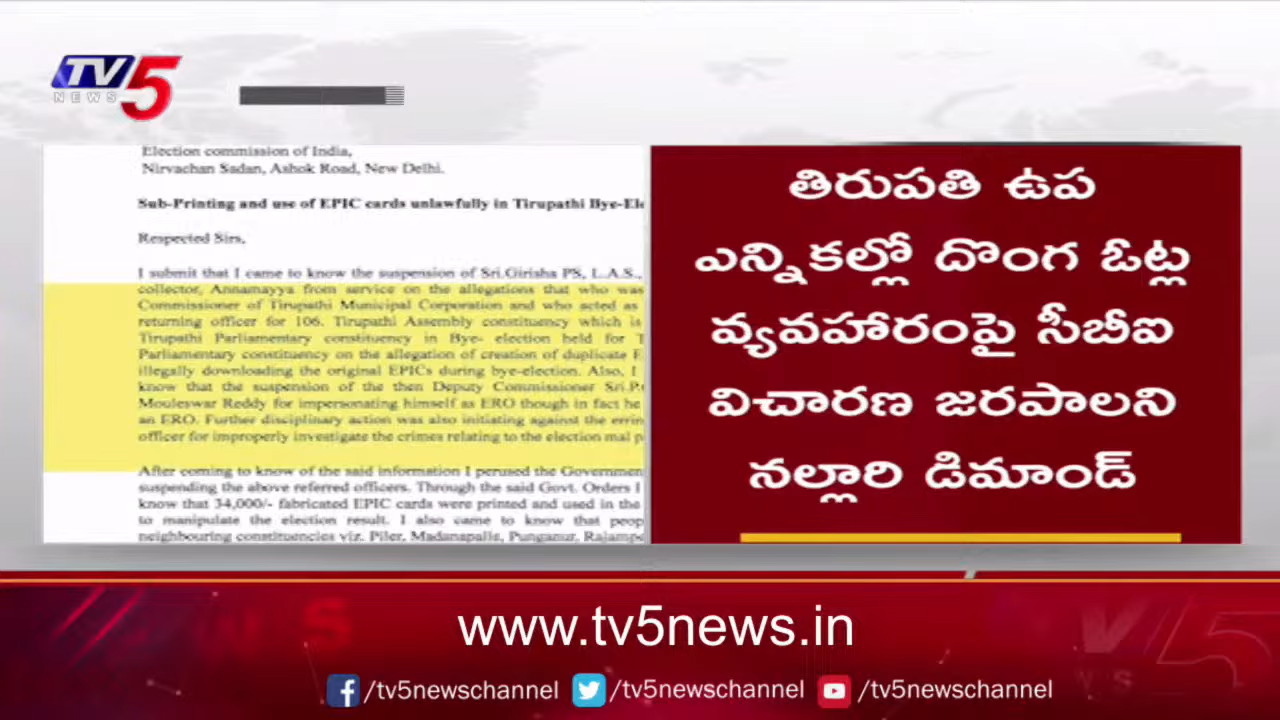 TV5
NEWS
Election commission of India,
Nirvachan Sadan, Ashok Road, New Delhi.
Sub-Printing and use of EPIC cards unlawfully in Tirupathi Bye-Ele
Respected Sirs,
I submit that I came to know the suspension of Sri.Girisha PS, I.A.S.,
collector, Annamayya from service on the allegations that who was
Commissioner of Tirupathi Municipal Corporation and who acted as
returning officer for 106. Tirupathi Assembly constituency which is
Tirupathi Parliamentary constituency in Bye- election held for T
Parliamentary constituency on the allegation of creation of duplicate E
illegally downloading the original EPICs during bye-election. Also, I
know that the suspension of the then Deputy Commissioner Sri.P.
Mouleswar Reddy for impersonating himself as ERO though in fact he
an ERO. Further disciplinary action was also initiating against the errin
officer for improperly investigate the crimes relating to the election mal p
After coming to know of the said information I perused the Government
suspending the above referred officers. Through the said Govt. Orders I
know that 34,000/- fabricated EPIC cards were printed and used in the
to manipulate the election result. I also came to know that peop
neighbouring constituencies viz. Piler, Madanapalle, Punganur, Rajampe
తిరుపతి ఉప
ఎన్నికల్లో దొంగ ఓట్ల
వ్యవహారంపై సీబీఐ
విచారణ జరపాలని
నల్లారి డిమాండ్
www.tv5news.in
/tv5newschannel /tv5newschannel /tv5newschannel